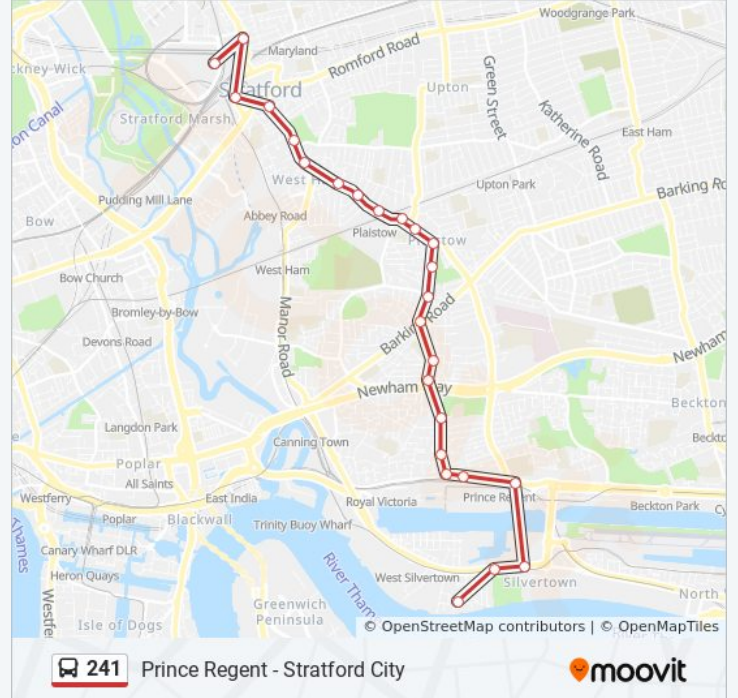 Woodgrange Park
Maryland
Romford Road
ckney-Wick
Stratford
Upton
Green Street
Katherine Road
on Canal
Stratford Marsh
East Ham
West H
Upton Park
Barking Ro
Pudding Mill Lane
Abbey Road
Bow
Plaistow
Plaistow
West Ham
Bow Church
Manor Road
Barking Road
Bromley-by-Bow
Devons Road
Newham
Newham Way
Beckton
Langdon Park
Canning Town
Beckto
Poplar
All Saints
Westferry
East India
Royal Victoria
Prince Regent
Beckton Park
Cy
Poplar
Blackwall
Trinity Buoy Wharf
Thames
Canary Wharf DLR
River Tham
Heron Quays
West Silvertown
Silvertown
North
Westfer
Greenwich
Peninsula
Isle of Dogs
© OpenStreetMap contributors | © OpenMapTiles
241 Prince Regent - Stratford City
moovit